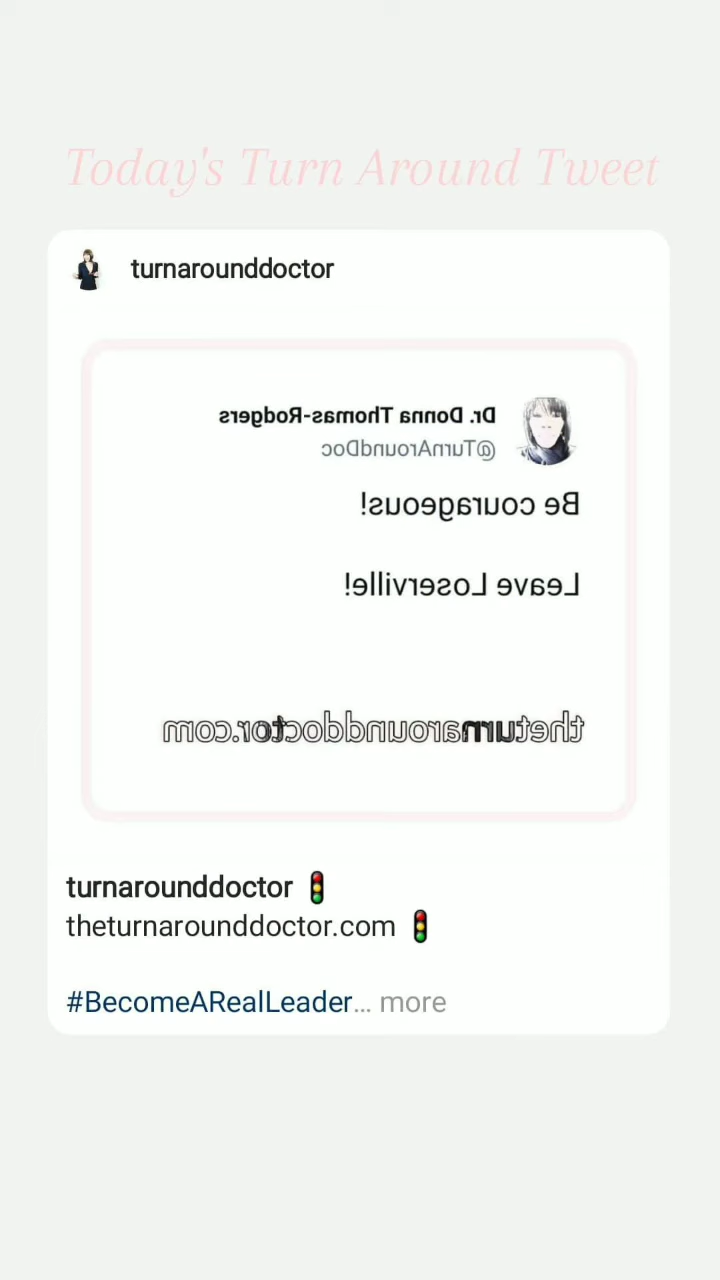 Today's Turn Around Tweet
turnarounddoctor
Dr. Donna Thomas-Rodgers
@TurnAroundDoc
Be courageous!
Leave Loserville!
theturnarounddoctor.com
turnarounddoctor 🚦
theturnarounddoctor.com 🚦
#BecomeARealLeader... more